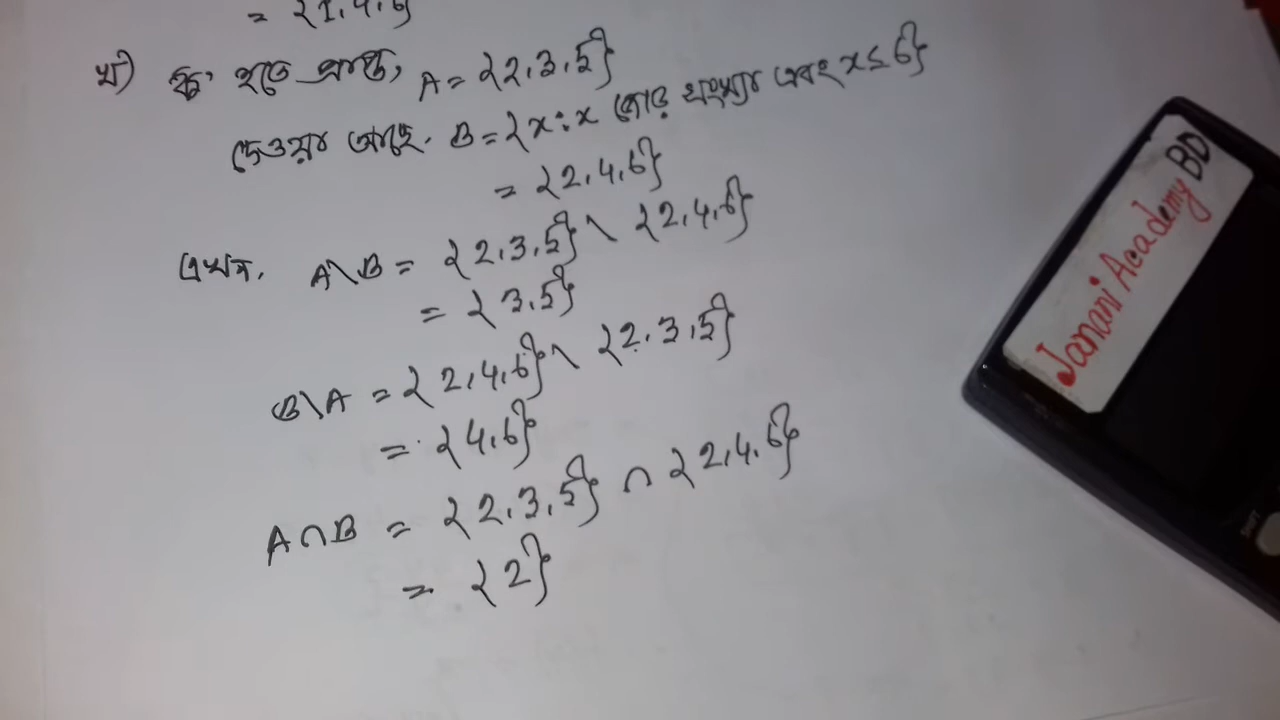 = {1,4,6}
খ) 'ক' হতে প্রাপ্ত, A = {2,3,5}
দেওয়া আছে, B = {x:x জোড় সংখ্যা এবং x ≤ 6}
= {2,4,6}
এখন, A\B = {2,3,5} \ {2,4,6}
= {3,5}
B\A = {2,4,6} \ {2,3,5}
= {4,6}
A∩B = {2,3,5} ∩ {2,4,6}
= {2}
Janani Academy BD